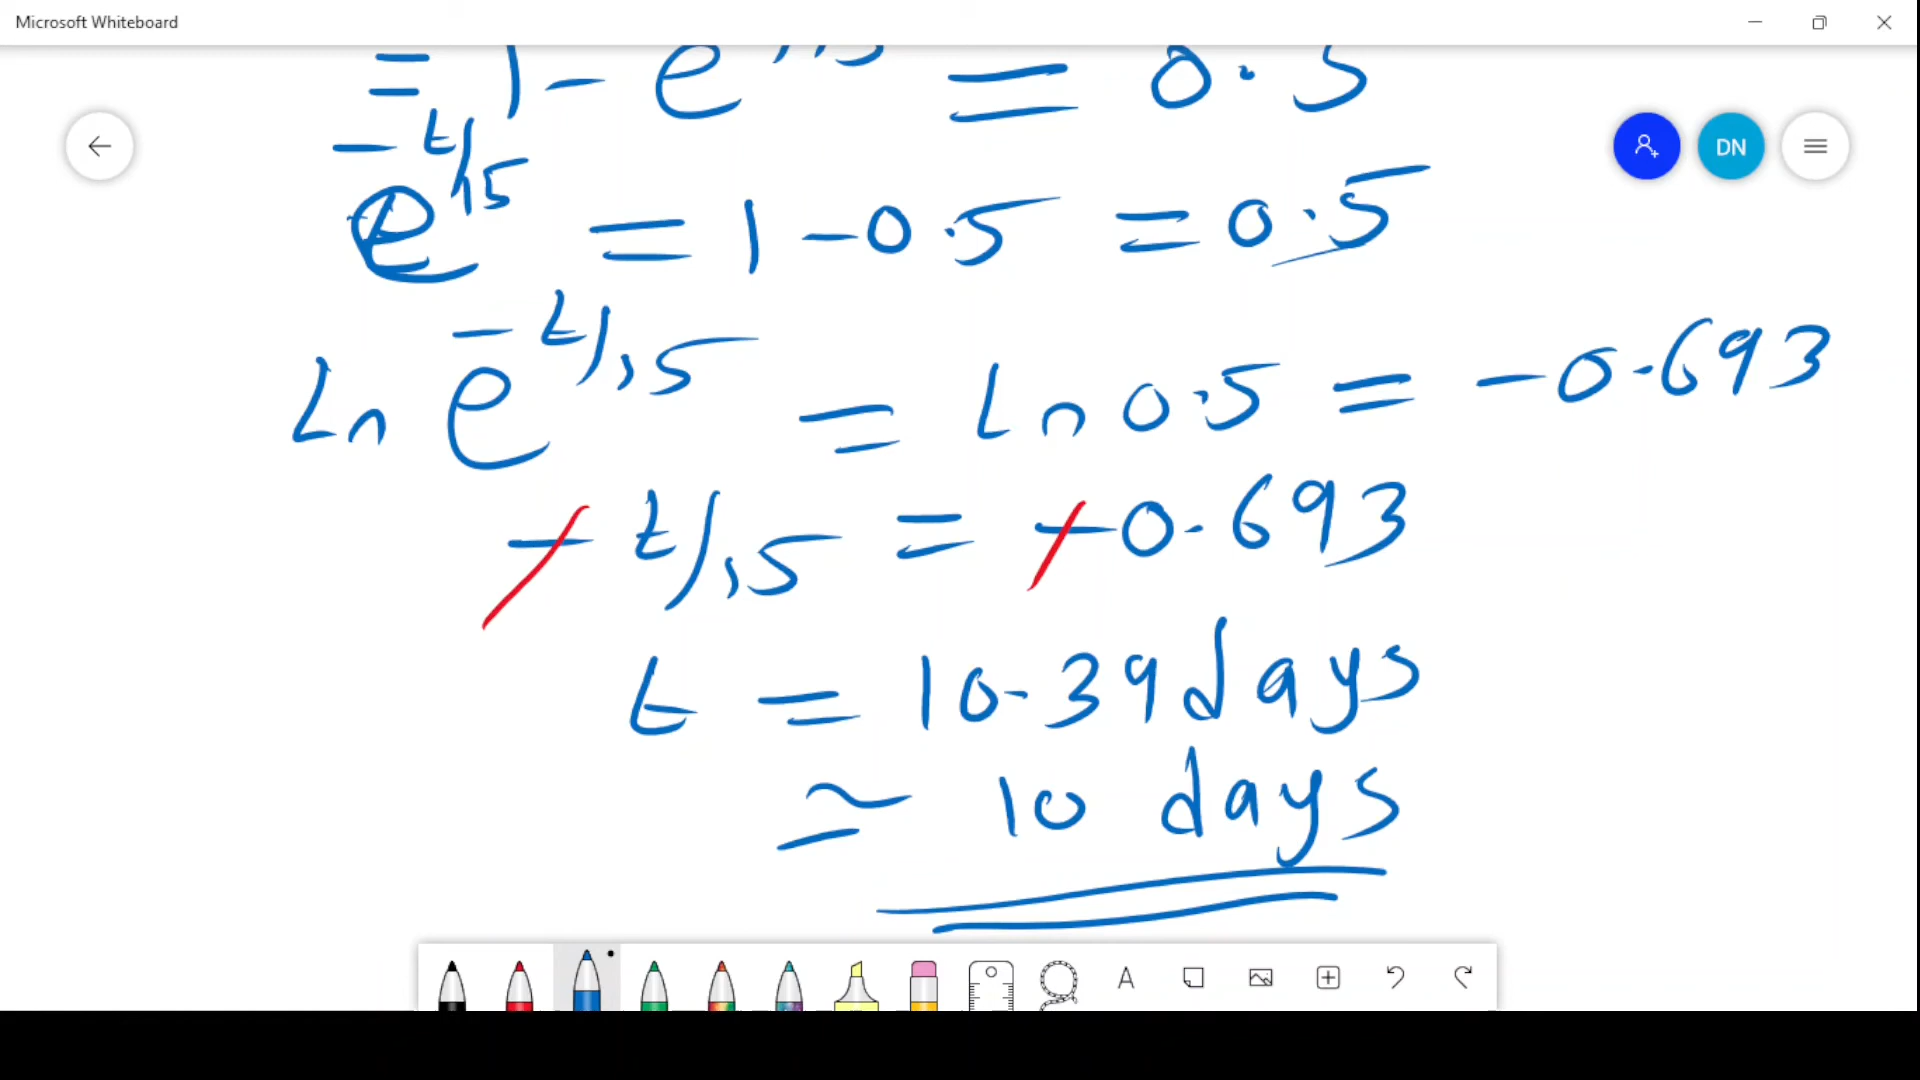 Microsoft Whiteboard
= 1 - e = 0.5
e^-t/15 = 1 - 0.5 = 0.5
DN
Ln e^-t/15 = Ln 0.5 = -0.693
- t/15 = -0.693
t = 10.39 days
≃ 10 days
A